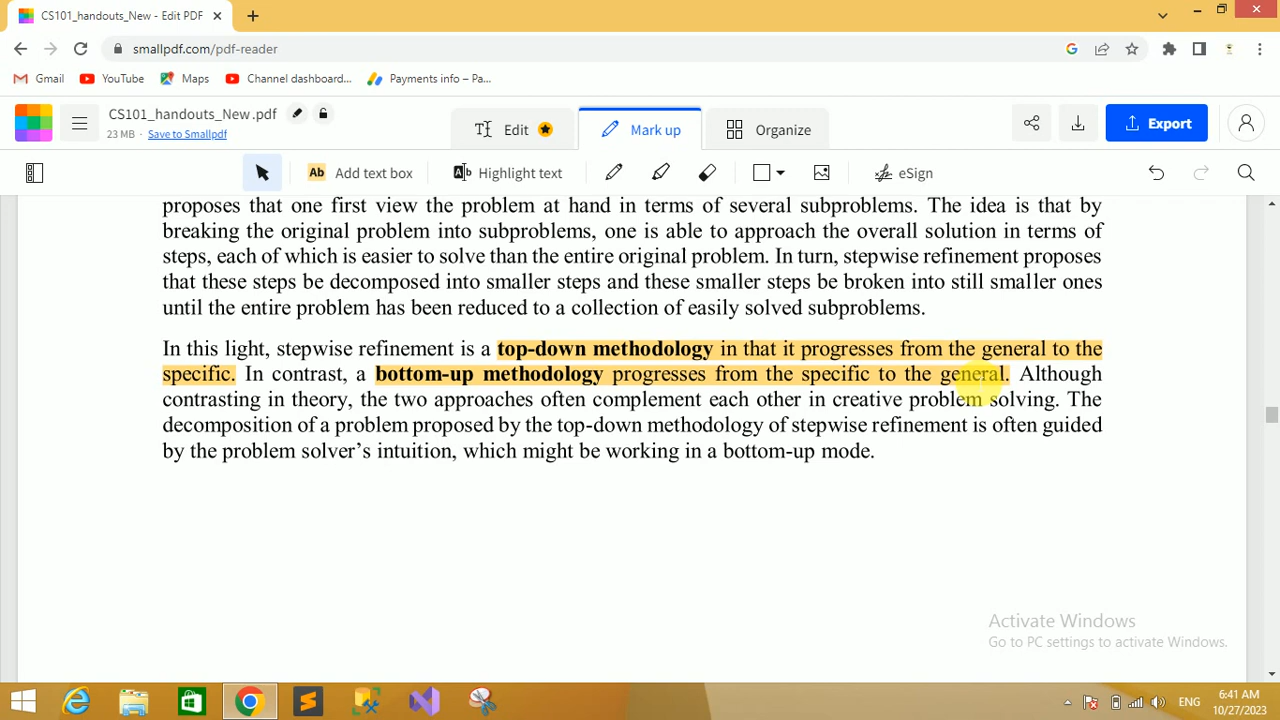 CS101_handouts_New - Edit PDF
smallpdf.com/pdf-reader
Gmail YouTube Maps Channel dashboard... Payments info – Pa...
CS101_handouts_New .pdf
23 MB Save to Smallpdf
Edit Mark up Organize Export
Ab Add text box Ab Highlight text eSign
proposes that one first view the problem at hand in terms of several subproblems. The idea is that by
breaking the original problem into subproblems, one is able to approach the overall solution in terms of
steps, each of which is easier to solve than the entire original problem. In turn, stepwise refinement proposes
that these steps be decomposed into smaller steps and these smaller steps be broken into still smaller ones
until the entire problem has been reduced to a collection of easily solved subproblems.
In this light, stepwise refinement is a top-down methodology in that it progresses from the general to the
specific. In contrast, a bottom-up methodology progresses from the specific to the general. Although
contrasting in theory, the two approaches often complement each other in creative problem solving. The
decomposition of a problem proposed by the top-down methodology of stepwise refinement is often guided
by the problem solver’s intuition, which might be working in a bottom-up mode.
Activate Windows
Go to PC settings to activate Windows.
ENG
6:41 AM
10/27/2023